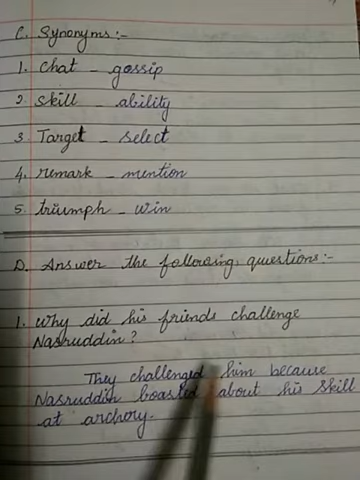 C. Synonyms:-
1. Chat - gossip
2. Skill - ability
3. Target - select
4. remark - mention
5. triumph - win
D. Answer the following questions:-
1. Why did his friends challenge
Nasruddin?
They challenged him because
Nasruddin boasted about his skill
at archery.